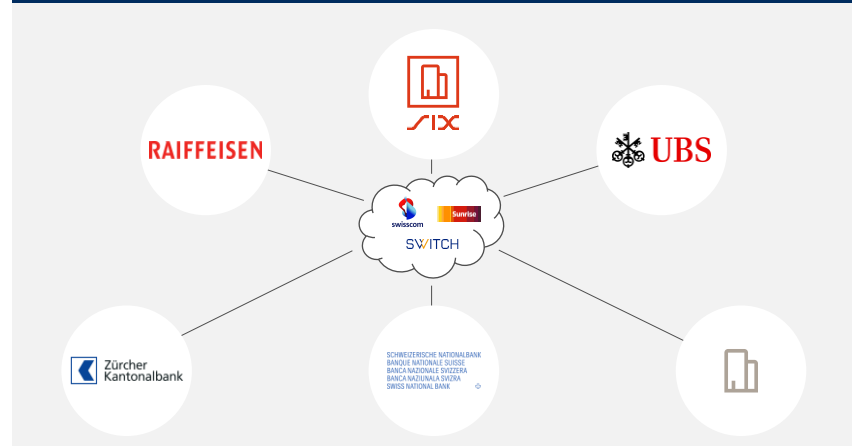 SIX
RAIFFEISEN
UBS
swisscom
Sunrise
SWITCH
Zürcher
Kantonalbank
SCHWEIZERISCHE NATIONALBANK
BANQUE NATIONALE SUISSE
BANCA NAZIONALE SVIZZERA
BANCA NAZIUNALA SVIZRA
SWISS NATIONAL BANK